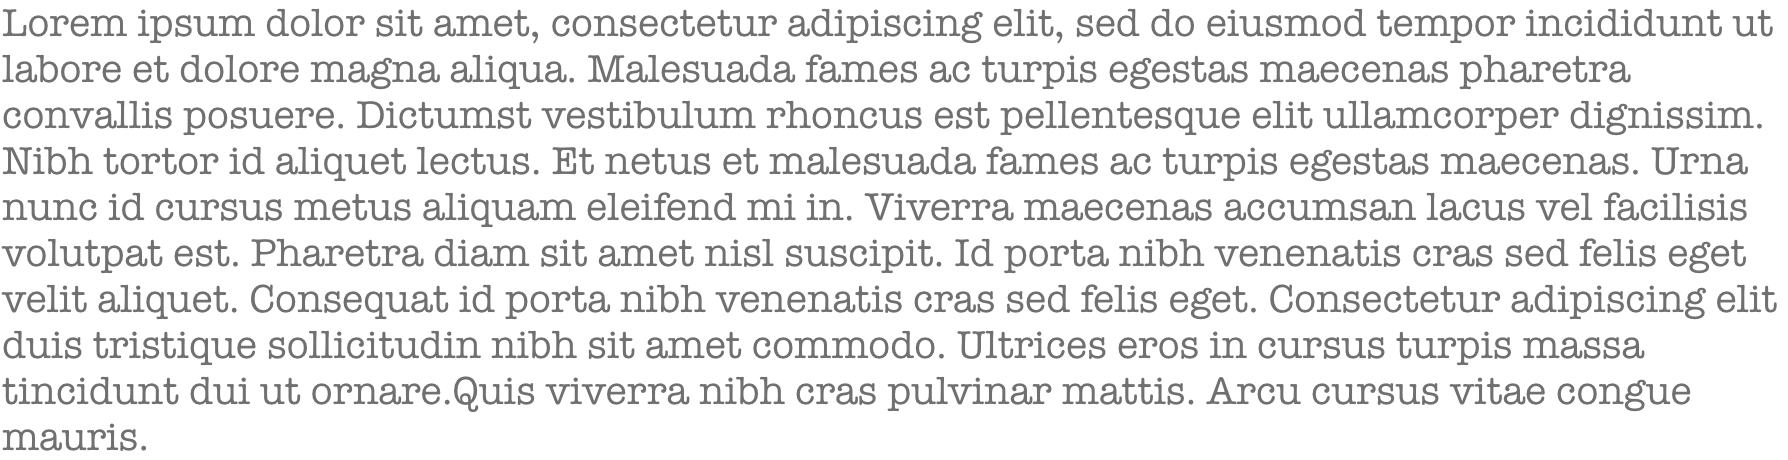 Lorem ipsum dolor sit amet, consectetur adipiscing elit, sed do eiusmod tempor incididunt ut
labore et dolore magna aliqua. Malesuada fames ac turpis egestas maecenas pharetra
convallis posuere. Dictumst vestibulum rhoncus est pellentesque elit ullamcorper dignissim.
Nibh tortor id aliquet lectus. Et netus et malesuada fames ac turpis egestas maecenas. Urna
nunc id cursus metus aliquam eleifend mi in. Viverra maecenas accumsan lacus vel facilisis
volutpat est. Pharetra diam sit amet nisl suscipit. Id porta nibh venenatis cras sed felis eget
velit aliquet. Consequat id porta nibh venenatis cras sed felis eget. Consectetur adipiscing elit
duis tristique sollicitudin nibh sit amet commodo. Ultrices eros in cursus turpis massa
tincidunt dui ut ornare.Quis viverra nibh cras pulvinar mattis. Arcu cursus vitae congue
mauris.